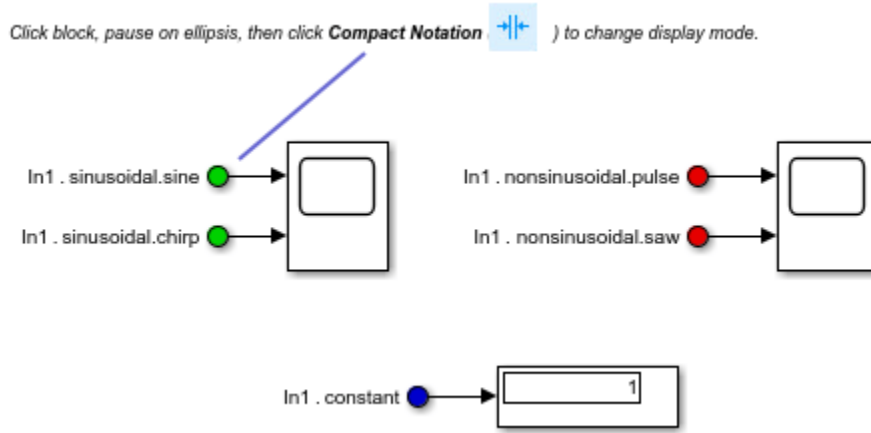 Click block, pause on ellipsis, then click Compact Notation ( ) to change display mode.
In1 . sinusoidal.sine
In1 . nonsinusoidal.pulse
In1 . sinusoidal.chirp
In1 . nonsinusoidal.saw
In1 . constant
1